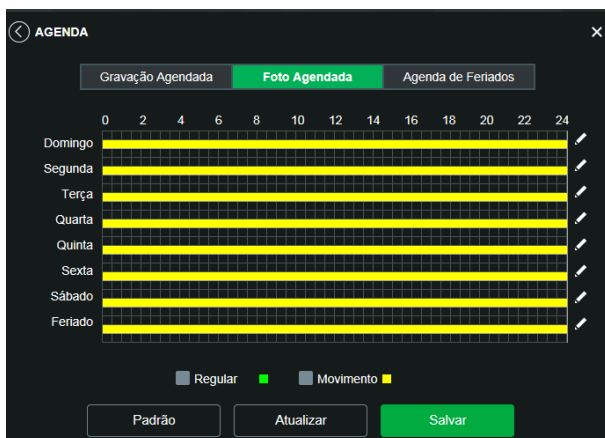 AGENDA
Gravação Agendada Foto Agendada Agenda de Feriados
0 2 4 6 8 10 12 14 16 18 20 22 24
Domingo
Segunda
Terça
Quarta
Quinta
Sexta
Sábado
Feriado
Regular Movimento
Padrão Atualizar Salvar